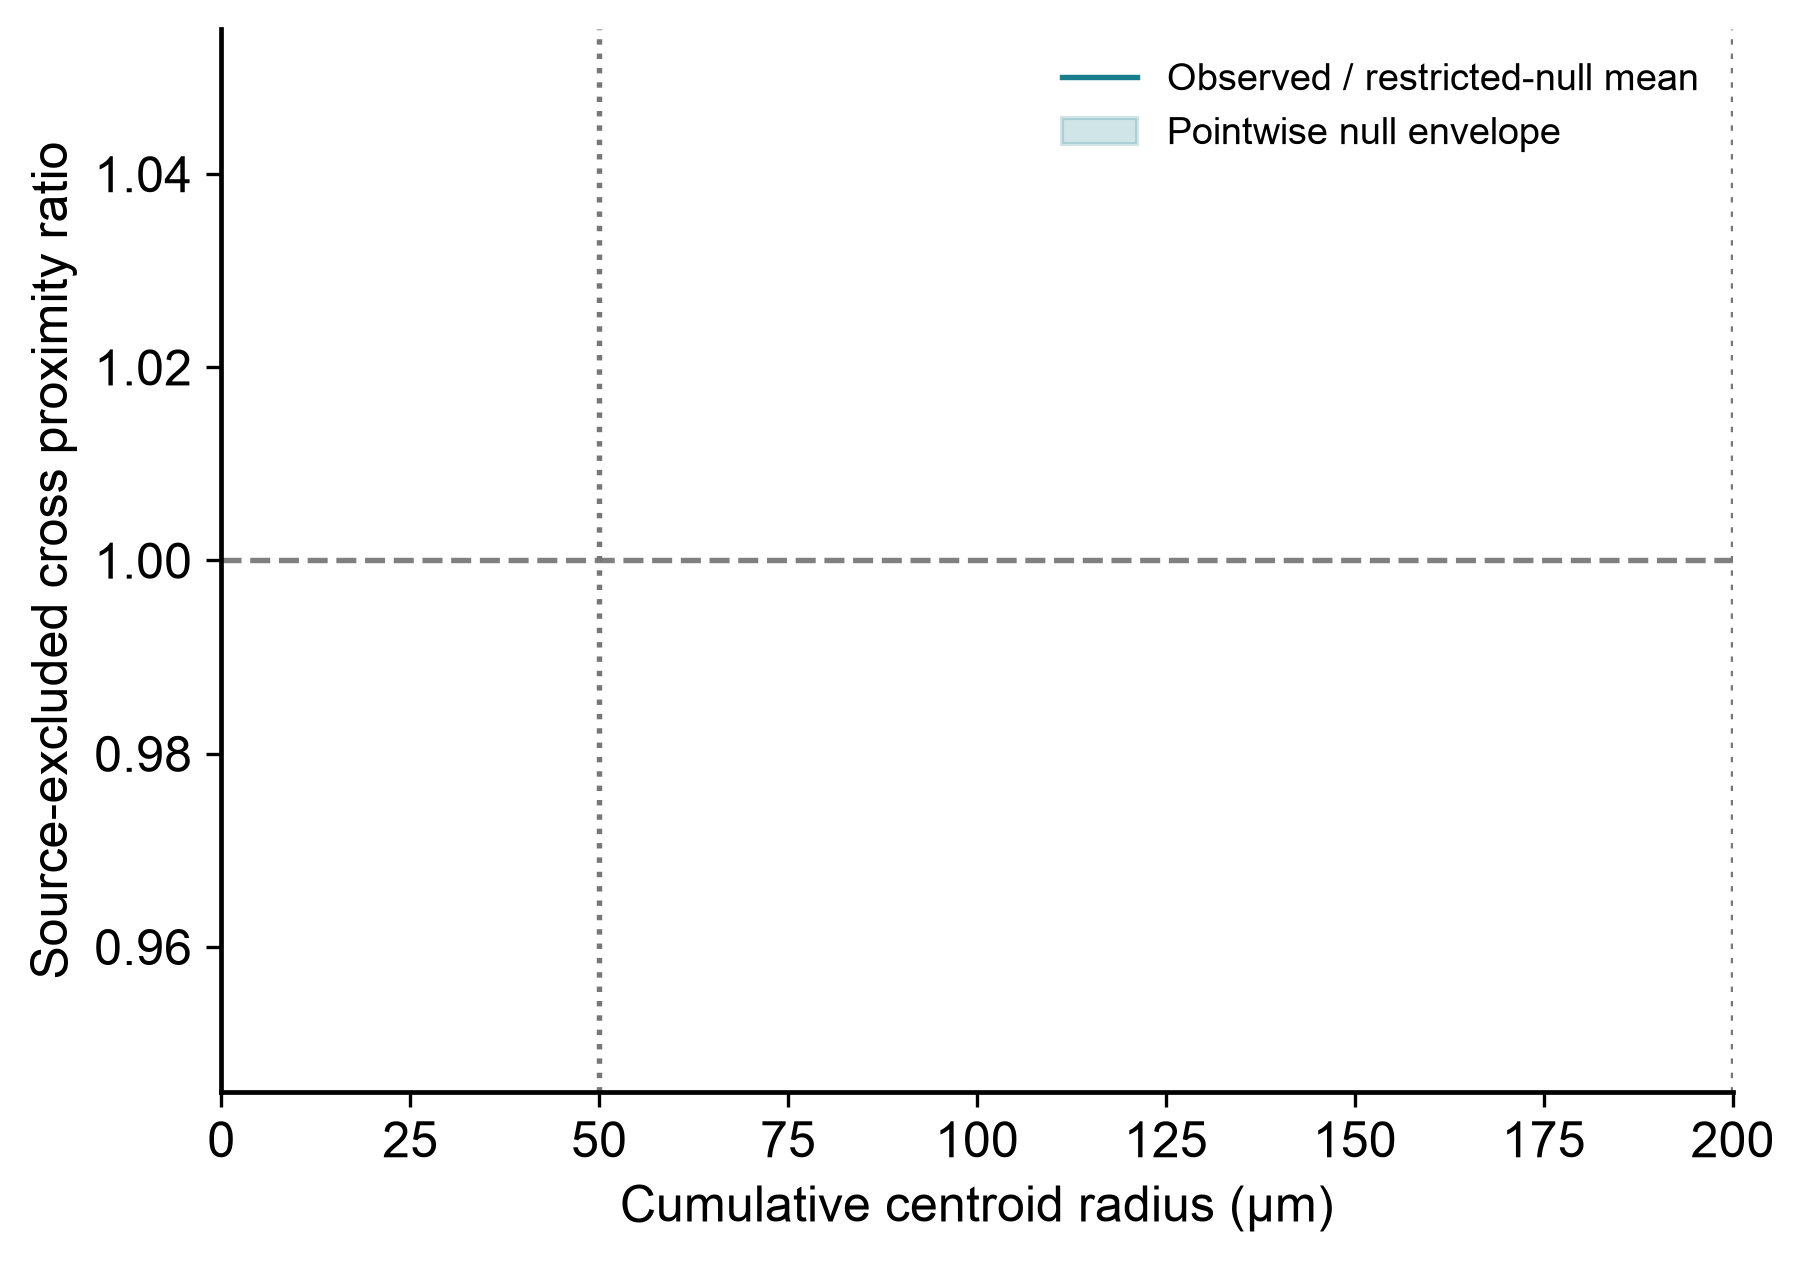 Observed / restricted-null mean
Pointwise null envelope
Source-excluded cross proximity ratio
1.04
1.02
1.00
0.98
0.96
0 25 50 75 100 125 150 175 200
Cumulative centroid radius (µm)